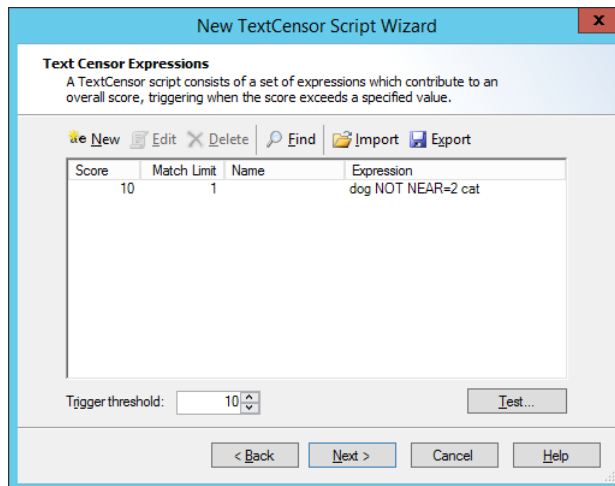 New TextCensor Script Wizard
x
Text Censor Expressions
A TextCensor script consists of a set of expressions which contribute to an
overall score, triggering when the score exceeds a specified value.
New Edit Delete Find Import Export
Score Match Limit Name Expression
10 1 dog NOT NEAR=2 cat
Trigger threshold: 10 Test...
< Back Next > Cancel Help